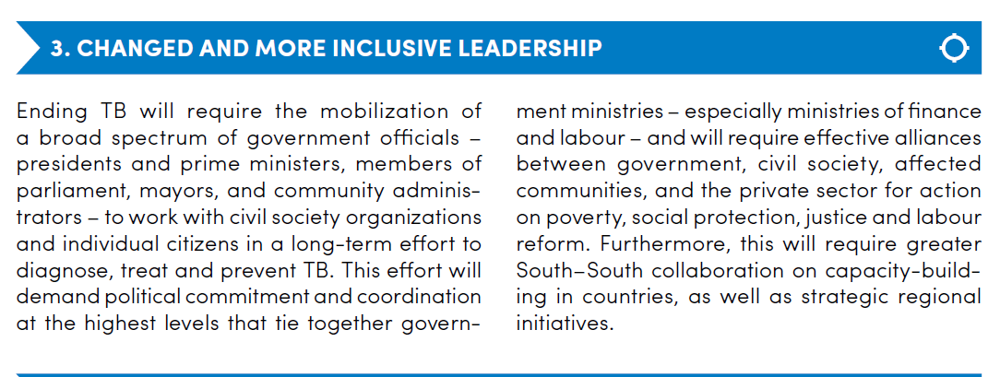 3. CHANGED AND MORE INCLUSIVE LEADERSHIP
Ending TB will require the mobilization of
a broad spectrum of government officials –
presidents and prime ministers, members of
parliament, mayors, and community adminis-
trators – to work with civil society organizations
and individual citizens in a long-term effort to
diagnose, treat and prevent TB. This effort will
demand political commitment and coordination
at the highest levels that tie together govern-
ment ministries – especially ministries of finance
and labour – and will require effective alliances
between government, civil society, affected
communities, and the private sector for action
on poverty, social protection, justice and labour
reform. Furthermore, this will require greater
South–South collaboration on capacity-build-
ing in countries, as well as strategic regional
initiatives.